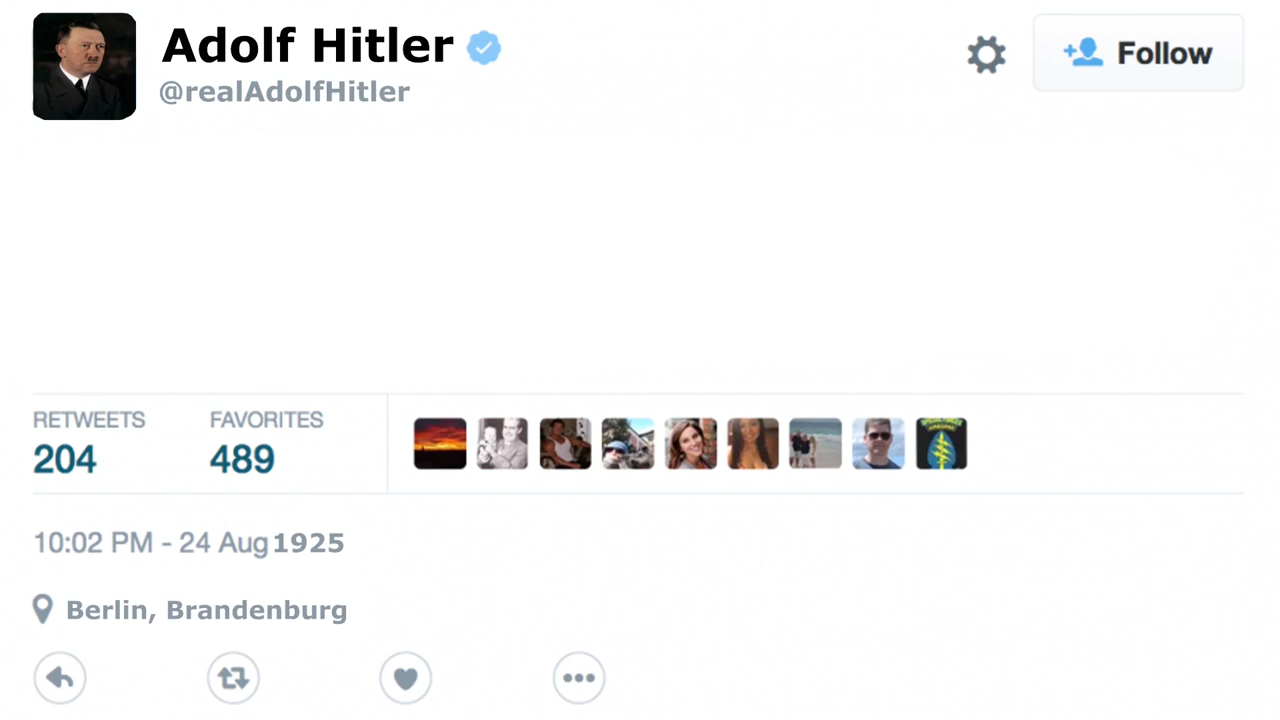 Adolf Hitler
@realAdolfHitler
Follow
RETWEETS FAVORITES
204 489
10:02 PM - 24 Aug 1925
Berlin, Brandenburg